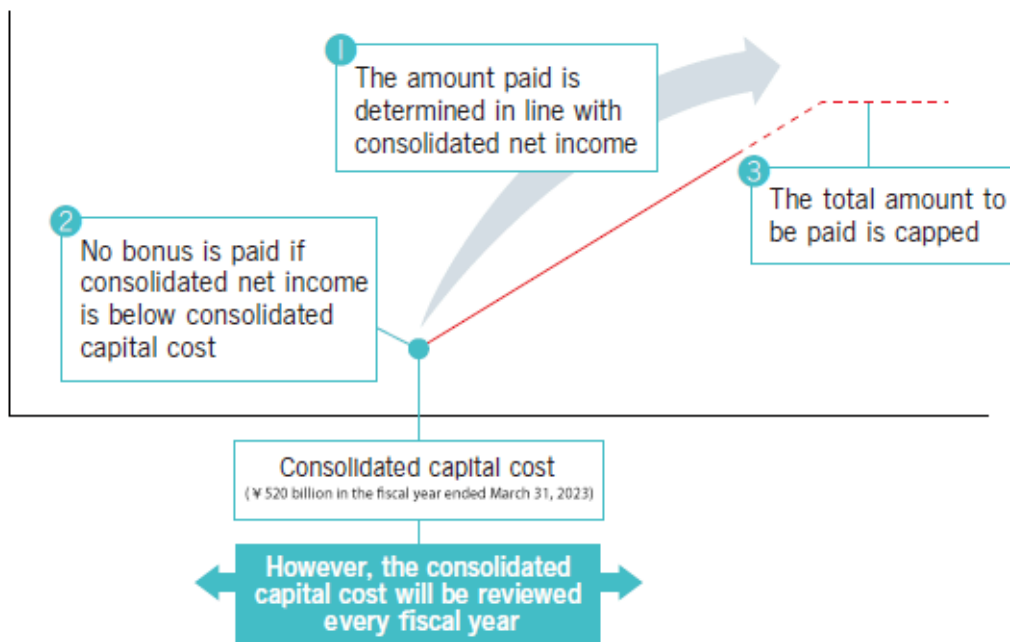 1
The amount paid is
determined in line with
consolidated net income
2
No bonus is paid if
consolidated net income
is below consolidated
capital cost
3
The total amount to
be paid is capped
Consolidated capital cost
(¥520 billion in the fiscal year ended March 31, 2023)
However, the consolidated
capital cost will be reviewed
every fiscal year